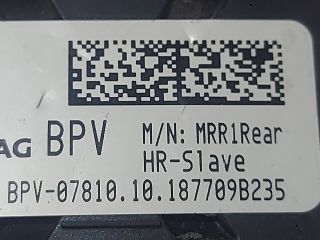 AG BPV M/N: MRR1Rear
HR-Slave
BPV-07810.10.187709B235